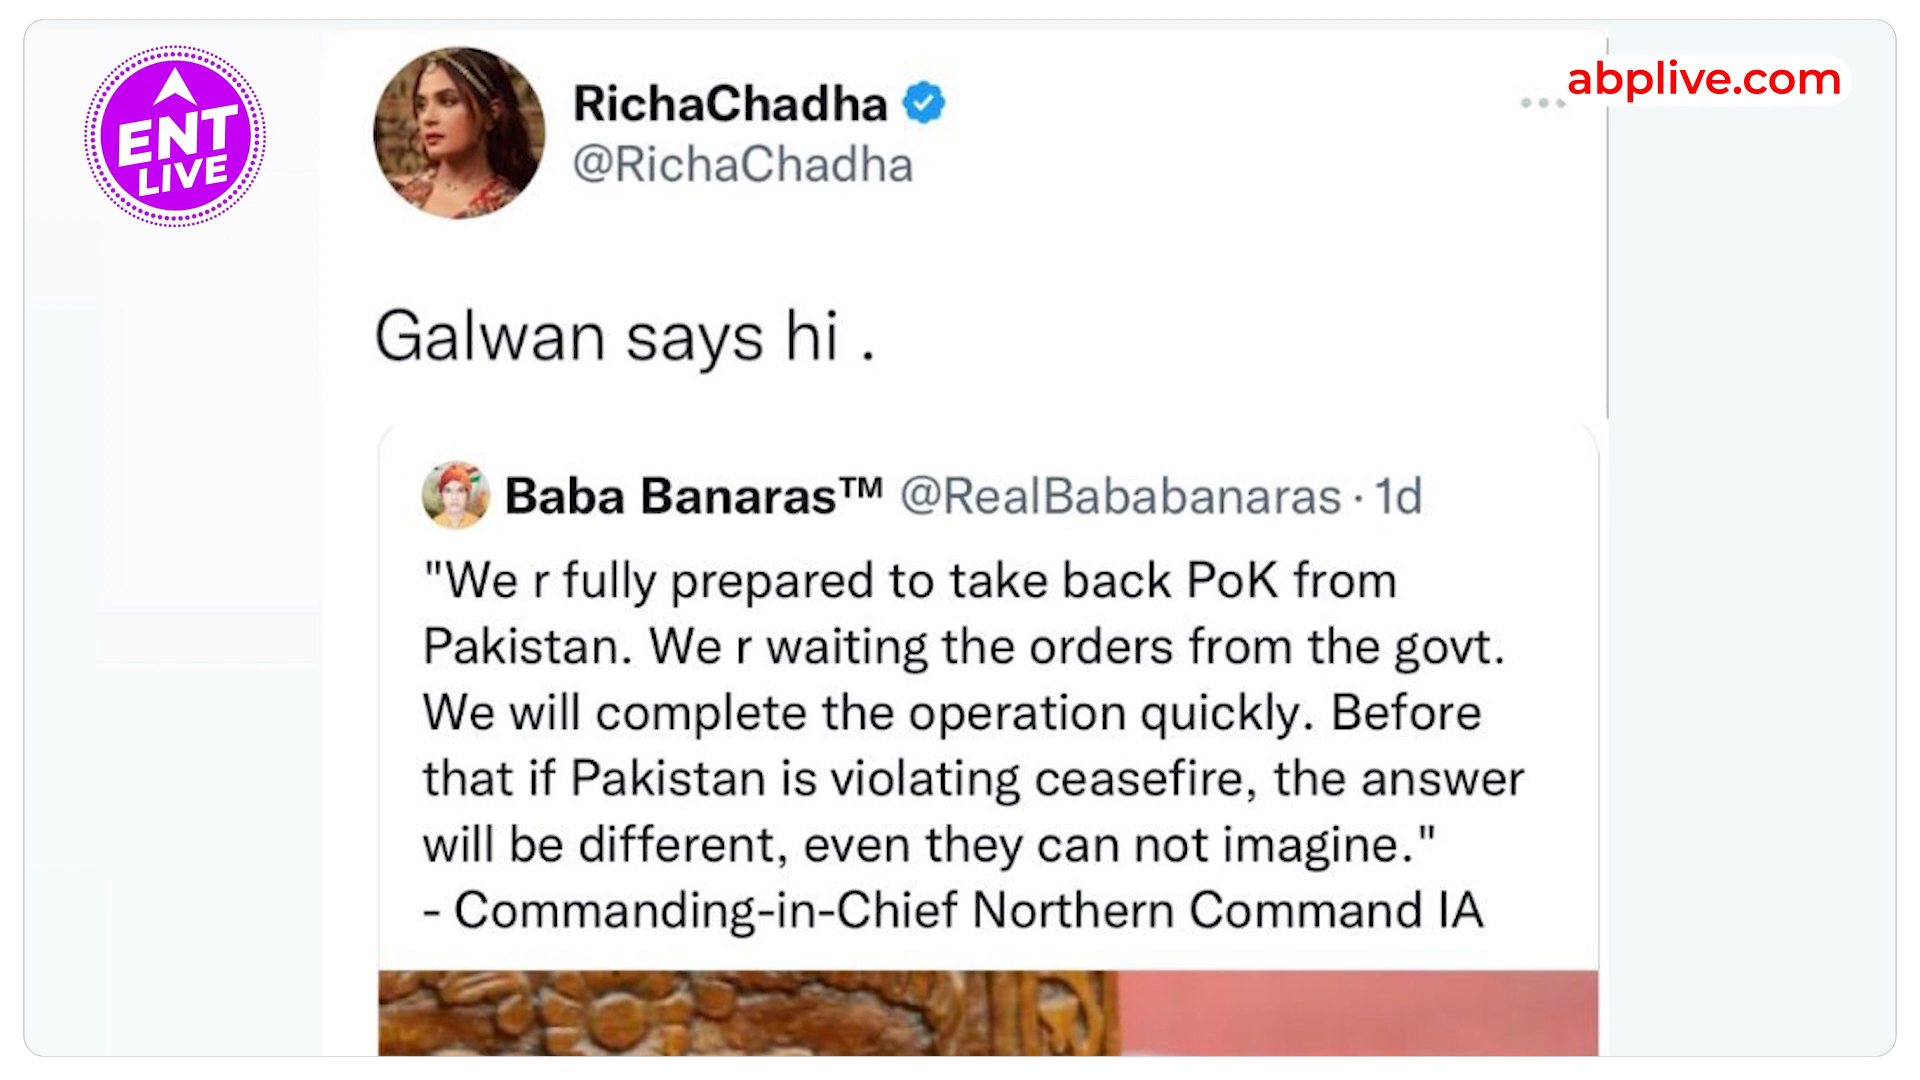 ENT
LIVE
abplive.com
RichaChadha
@RichaChadha
Galwan says hi .
Baba Banaras™ @RealBababanaras · 1d
"We r fully prepared to take back PoK from
Pakistan. We r waiting the orders from the govt.
We will complete the operation quickly. Before
that if Pakistan is violating ceasefire, the answer
will be different, even they can not imagine."
- Commanding-in-Chief Northern Command IA